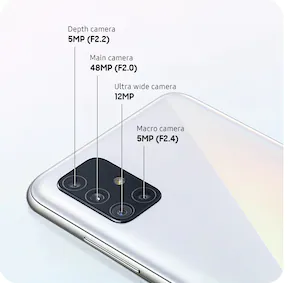 Depth camera
5MP (F2.2)
Main camera
48MP (F2.0)
Ultra wide camera
12MP
Macro camera
5MP (F2.4)